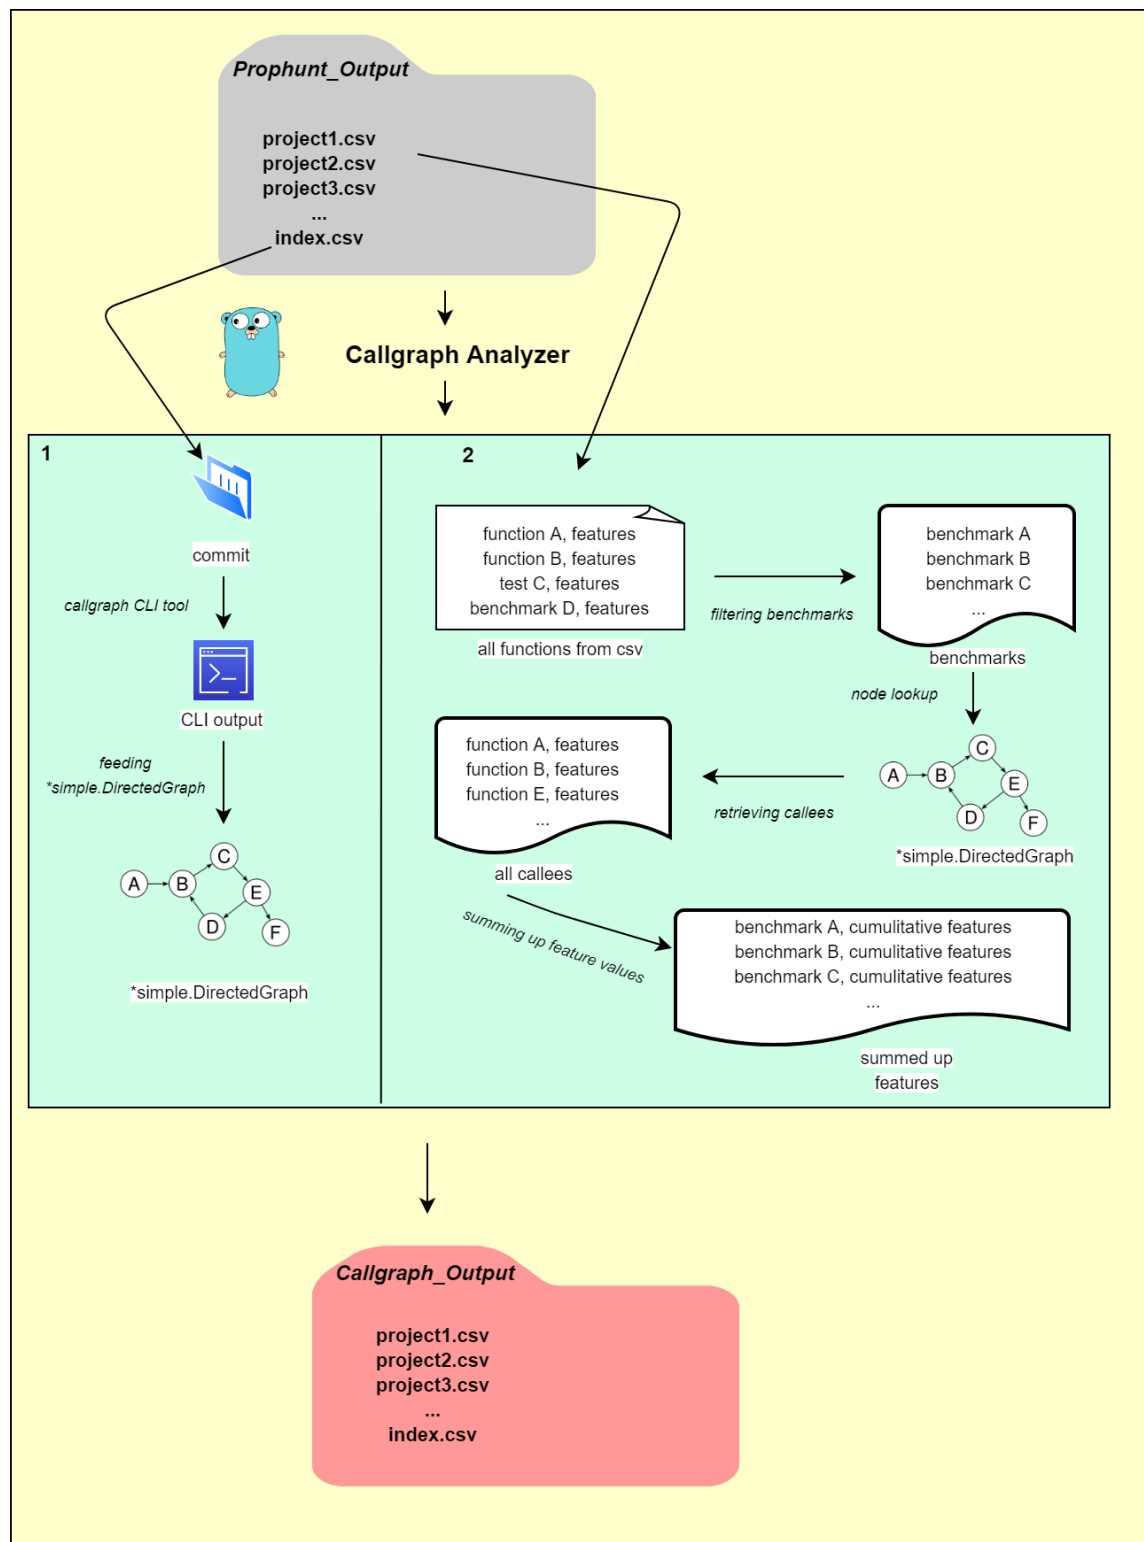 Prophunt_Output
project1.csv
project2.csv
project3.csv
...
index.csv
Callgraph Analyzer
1
commit
callgraph CLI tool
CLI output
feeding
*simple.DirectedGraph
A
B
C
D
E
F
*simple.DirectedGraph
2
function A, features
function B, features
test C, features
benchmark D, features
all functions from csv
filtering benchmarks
benchmark A
benchmark B
benchmark C
...
benchmarks
node lookup
A
B
C
D
E
F
*simple.DirectedGraph
retrieving callees
function A, features
function B, features
function E, features
...
all callees
summing up feature values
benchmark A, cumulitative features
benchmark B, cumulitative features
benchmark C, cumulitative features
...
summed up
features
Callgraph_Output
project1.csv
project2.csv
project3.csv
...
index.csv